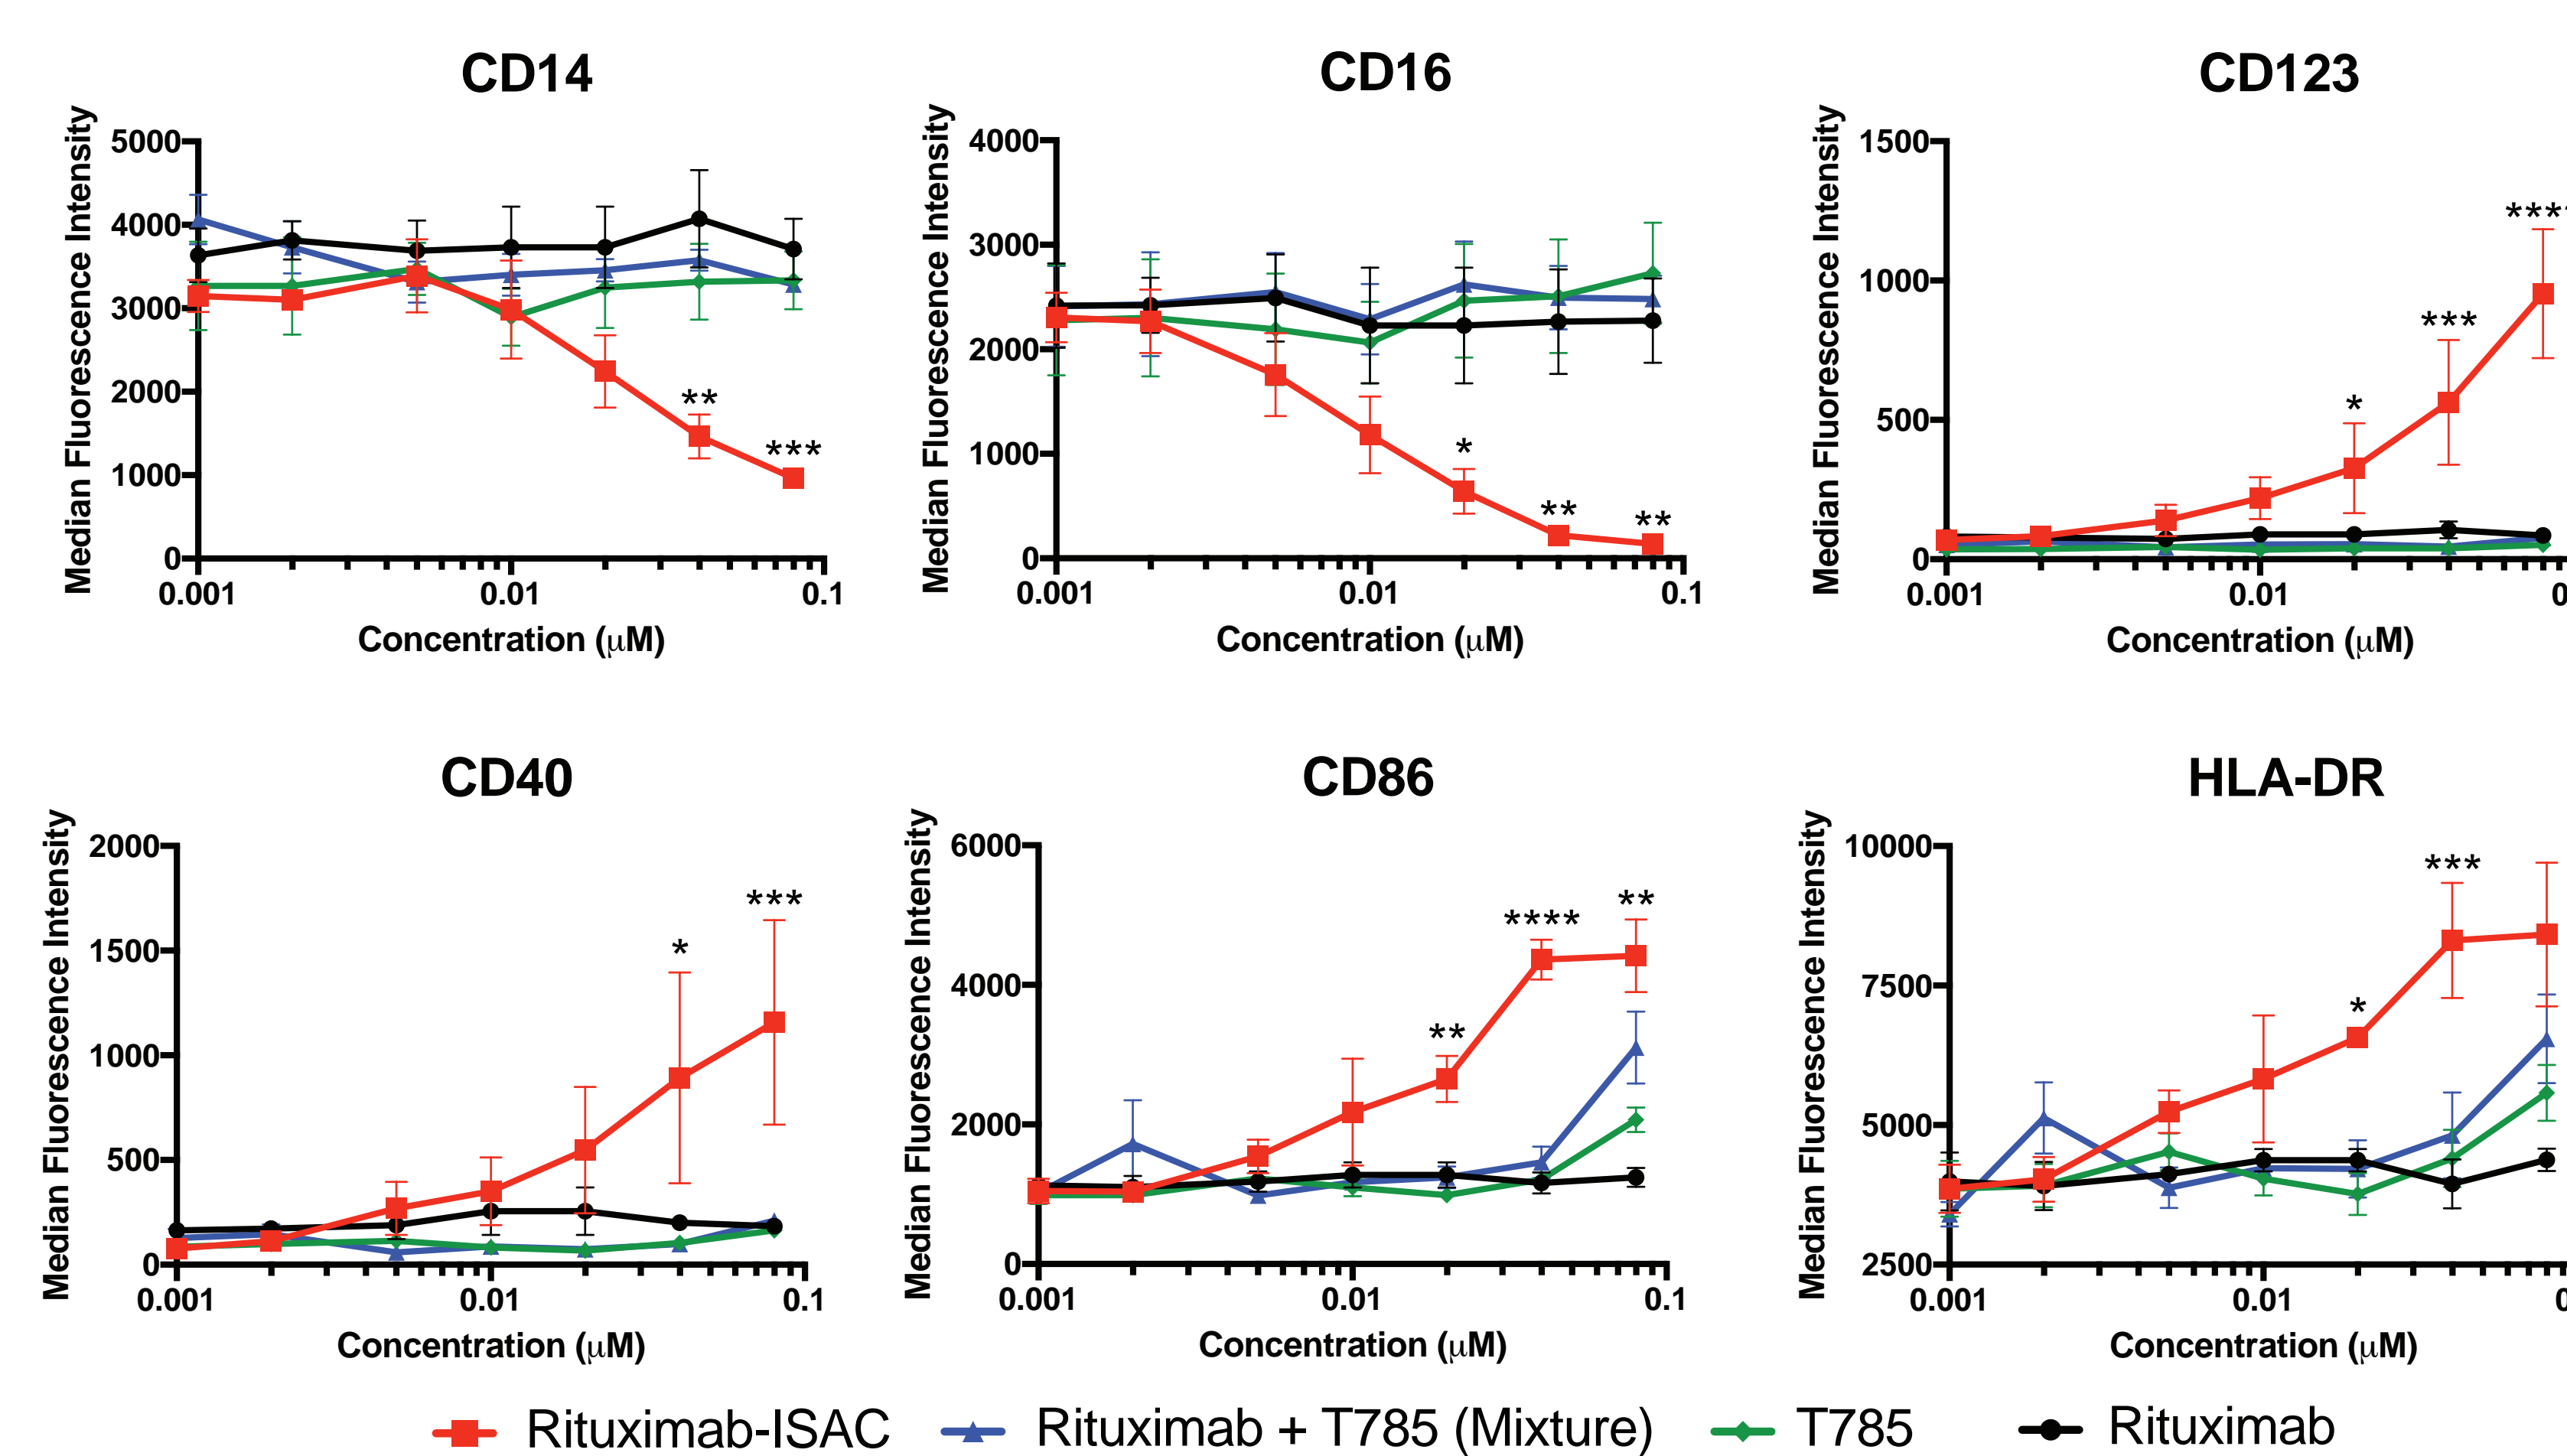 CD14
CD16
CD123
Median Fluorescence Intensity
5000
4000
3000
2000
1000
0
**
***
0.001
0.01
0.1
Concentration (µM)
Median Fluorescence Intensity
4000
3000
2000
1000
0
*
**
**
0.001
0.01
0.1
Concentration (µM)
Median Fluorescence Intensity
1500
1000
500
0
*
***
****
0.001
0.01
Concentration (µM)
CD40
CD86
HLA-DR
Median Fluorescence Intensity
2000
1500
1000
500
0
*
***
0.001
0.01
0.1
Concentration (µM)
Median Fluorescence Intensity
6000
4000
2000
0
**
****
**
0.001
0.01
0.1
Concentration (µM)
Median Fluorescence Intensity
10000
7500
5000
2500
*
***
0.001
0.01
Concentration (µM)
Rituximab-ISAC
Rituximab + T785 (Mixture)
T785
Rituximab